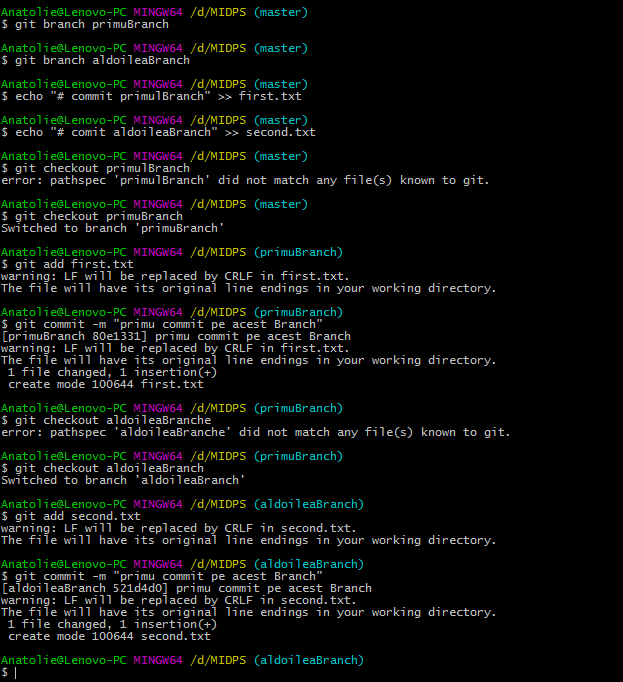 Anatolie@Lenovo-PC MINGW64 /d/MIDPS (master)
$ git branch primuBranch
Anatolie@Lenovo-PC MINGW64 /d/MIDPS (master)
$ git branch aldoileaBranch
Anatolie@Lenovo-PC MINGW64 /d/MIDPS (master)
$ echo "# commit primulBranch" >> first.txt
Anatolie@Lenovo-PC MINGW64 /d/MIDPS (master)
$ echo "# comit aldoileaBranch" >> second.txt
Anatolie@Lenovo-PC MINGW64 /d/MIDPS (master)
$ git checkout primulBranch
error: pathspec 'primulBranch' did not match any file(s) known to git.
Anatolie@Lenovo-PC MINGW64 /d/MIDPS (master)
$ git checkout primuBranch
Switched to branch 'primuBranch'
Anatolie@Lenovo-PC MINGW64 /d/MIDPS (primuBranch)
$ git add first.txt
warning: LF will be replaced by CRLF in first.txt.
The file will have its original line endings in your working directory.
Anatolie@Lenovo-PC MINGW64 /d/MIDPS (primuBranch)
$ git commit -m "primu commit pe acest Branch"
[primuBranch 80e1331] primu commit pe acest Branch
warning: LF will be replaced by CRLF in first.txt.
The file will have its original line endings in your working directory.
 1 file changed, 1 insertion(+)
 create mode 100644 first.txt
Anatolie@Lenovo-PC MINGW64 /d/MIDPS (primuBranch)
$ git checkout aldoileaBranche
error: pathspec 'aldoileaBranche' did not match any file(s) known to git.
Anatolie@Lenovo-PC MINGW64 /d/MIDPS (primuBranch)
$ git checkout aldoileaBranch
Switched to branch 'aldoileaBranch'
Anatolie@Lenovo-PC MINGW64 /d/MIDPS (aldoileaBranch)
$ git add second.txt
warning: LF will be replaced by CRLF in second.txt.
The file will have its original line endings in your working directory.
Anatolie@Lenovo-PC MINGW64 /d/MIDPS (aldoileaBranch)
$ git commit -m "primu commit pe acest Branch"
[aldoileaBranch 521d4d0] primu commit pe acest Branch
warning: LF will be replaced by CRLF in second.txt.
The file will have its original line endings in your working directory.
 1 file changed, 1 insertion(+)
 create mode 100644 second.txt
Anatolie@Lenovo-PC MINGW64 /d/MIDPS (aldoileaBranch)
$